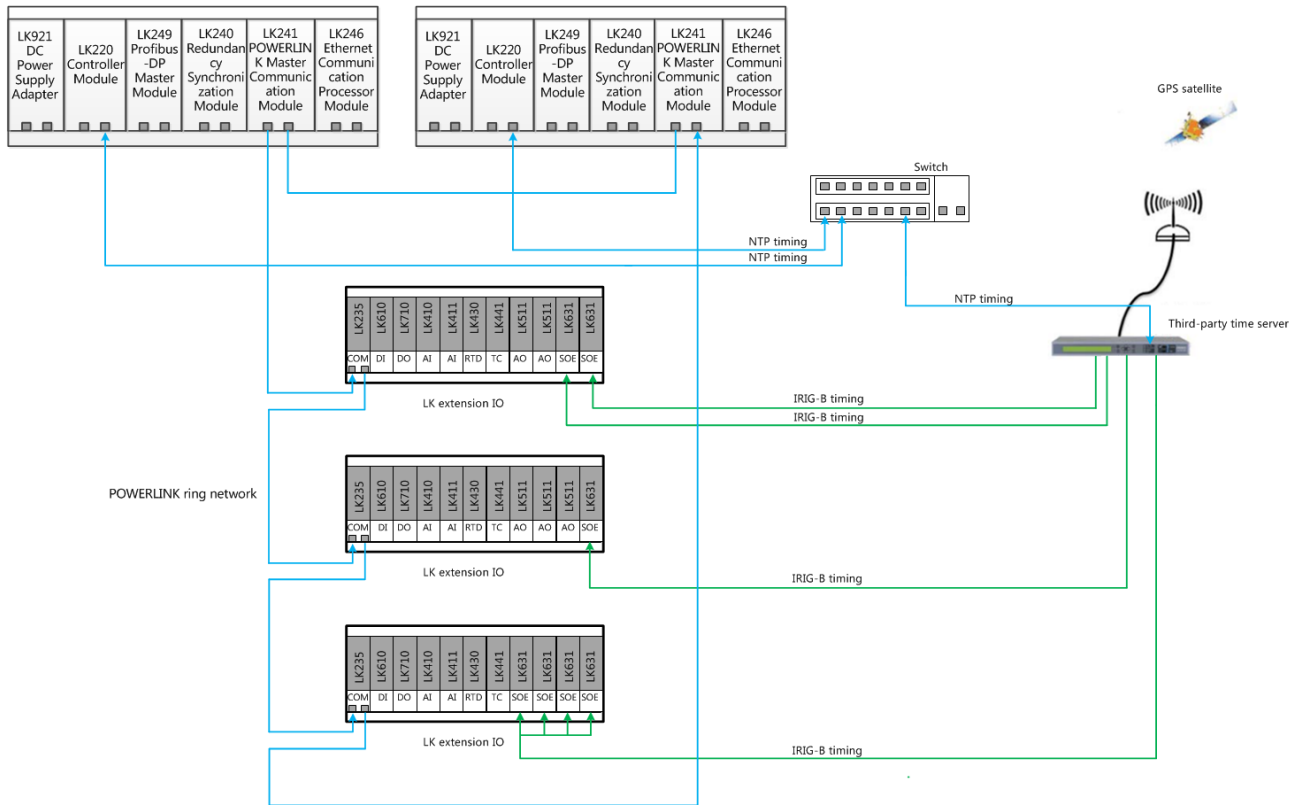 LK921
DC
Power
Supply
Adapter
LK220
Controller
Module
LK249
Profibus
-DP
Master
Module
LK240
Redundan
cy
Synchroni
zation
Module
LK241
POWERLIN
K Master
Communic
ation
Module
LK246
Ethernet
Communi
cation
Processor
Module
LK921
DC
Power
Supply
Adapter
LK220
Controller
Module
LK249
Profibus
-DP
Master
Module
LK240
Redundan
cy
Synchroni
zation
Module
LK241
POWERLIN
K Master
Communic
ation
Module
LK246
Ethernet
Communi
cation
Processor
Module
GPS satellite
Switch
NTP timing
NTP timing
NTP timing
Third-party time server
LK235 LK610 LK710 LK410 LK411 LK430 LK441 LK511 LK511 LK631 LK631
COM DI DO AI AI RTD TC AO AO SOE SOE
LK extension IO
IRIG-B timing
IRIG-B timing
POWERLINK ring network
LK235 LK610 LK710 LK410 LK411 LK430 LK441 LK511 LK511 LK511 LK631
COM DI DO AI AI RTD TC AO AO AO SOE
LK extension IO
IRIG-B timing
LK235 LK610 LK710 LK410 LK411 LK430 LK441 LK631 LK631 LK631 LK631
COM DI DO AI AI RTD TC SOE SOE SOE SOE
LK extension IO
IRIG-B timing